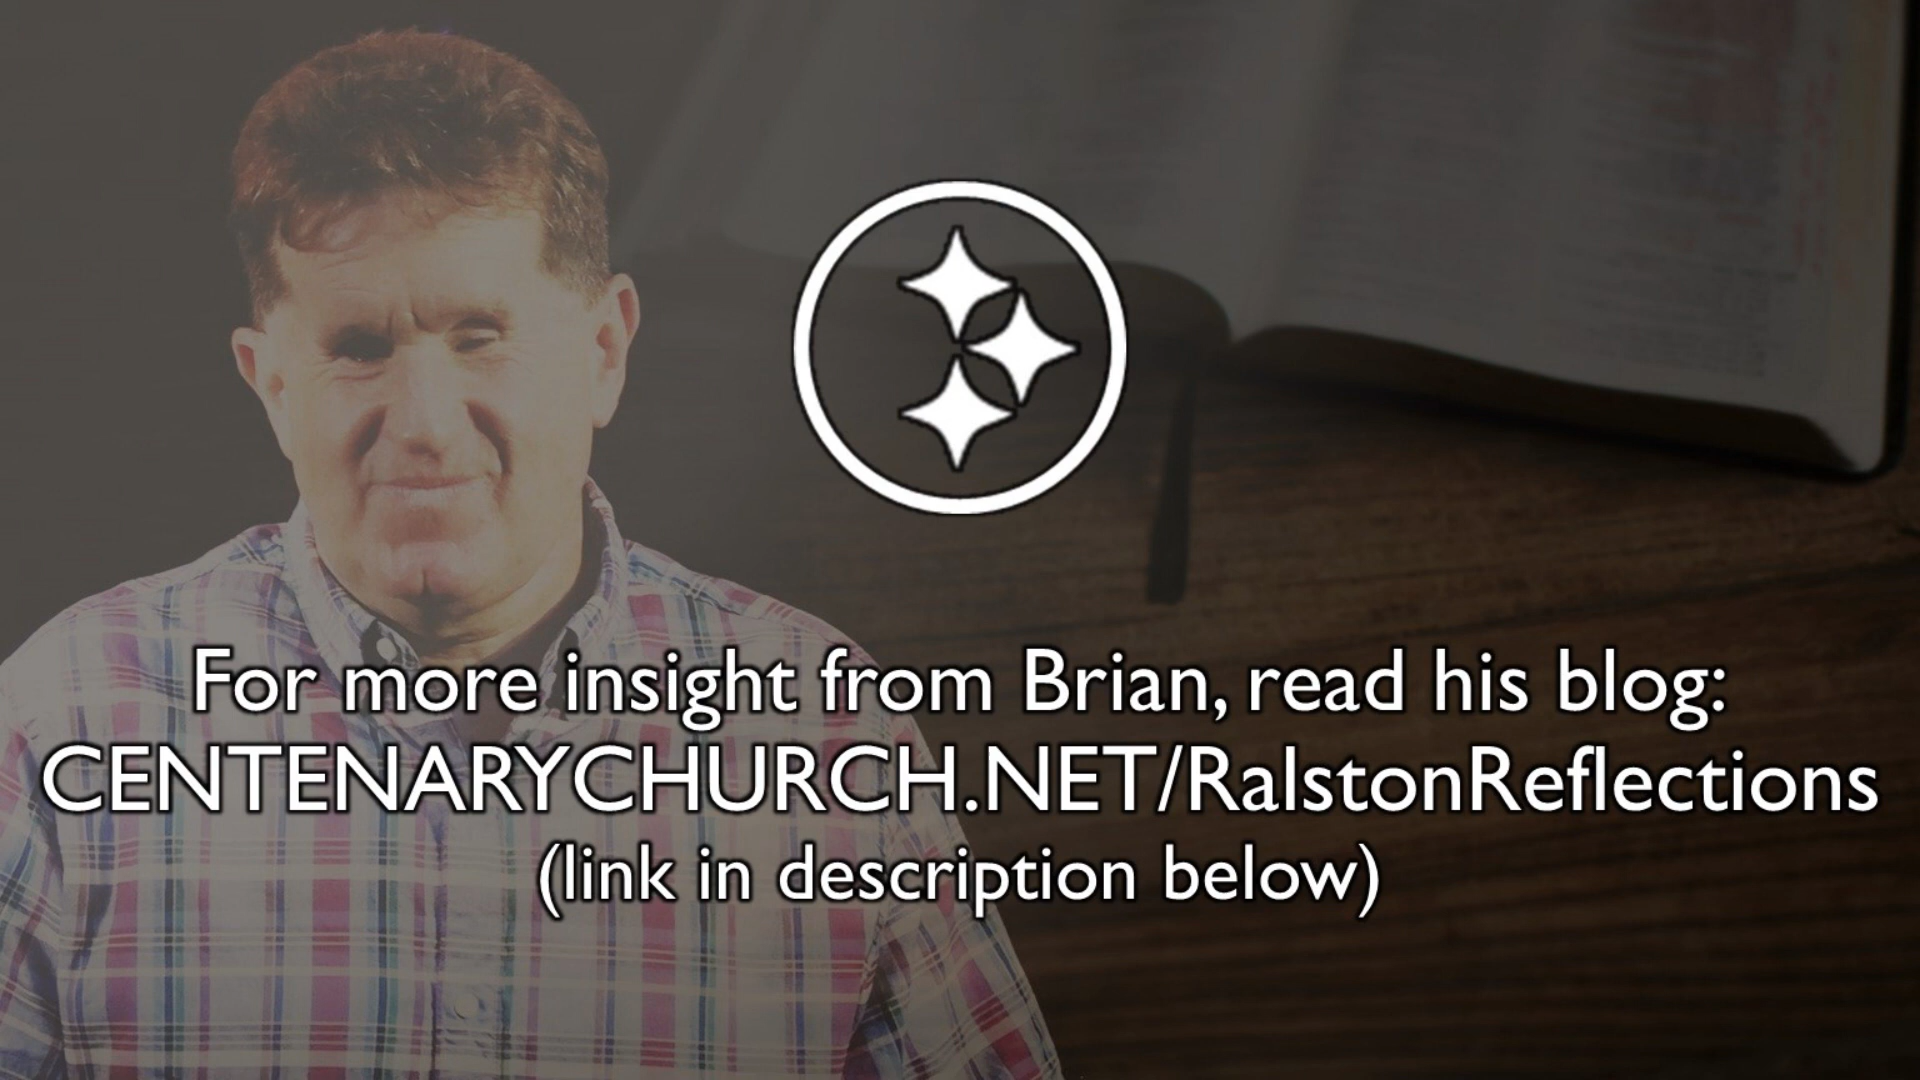 For more insight from Brian, read his blog:
CENTENARYCHURCH.NET/RalstonReflections
(link in description below)